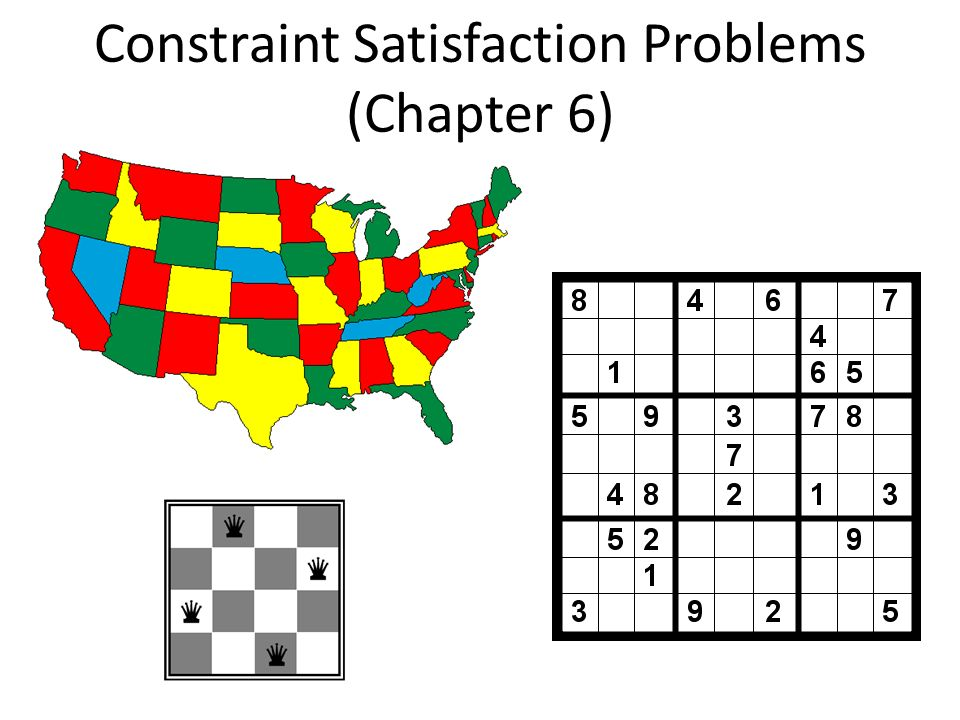 Constraint Satisfaction Problems
(Chapter 6)
8 4 6 7
4
1 6 5
5 9 3 7 8
7
4 8 2 1 3
5 2 9
1
3 9 2 5